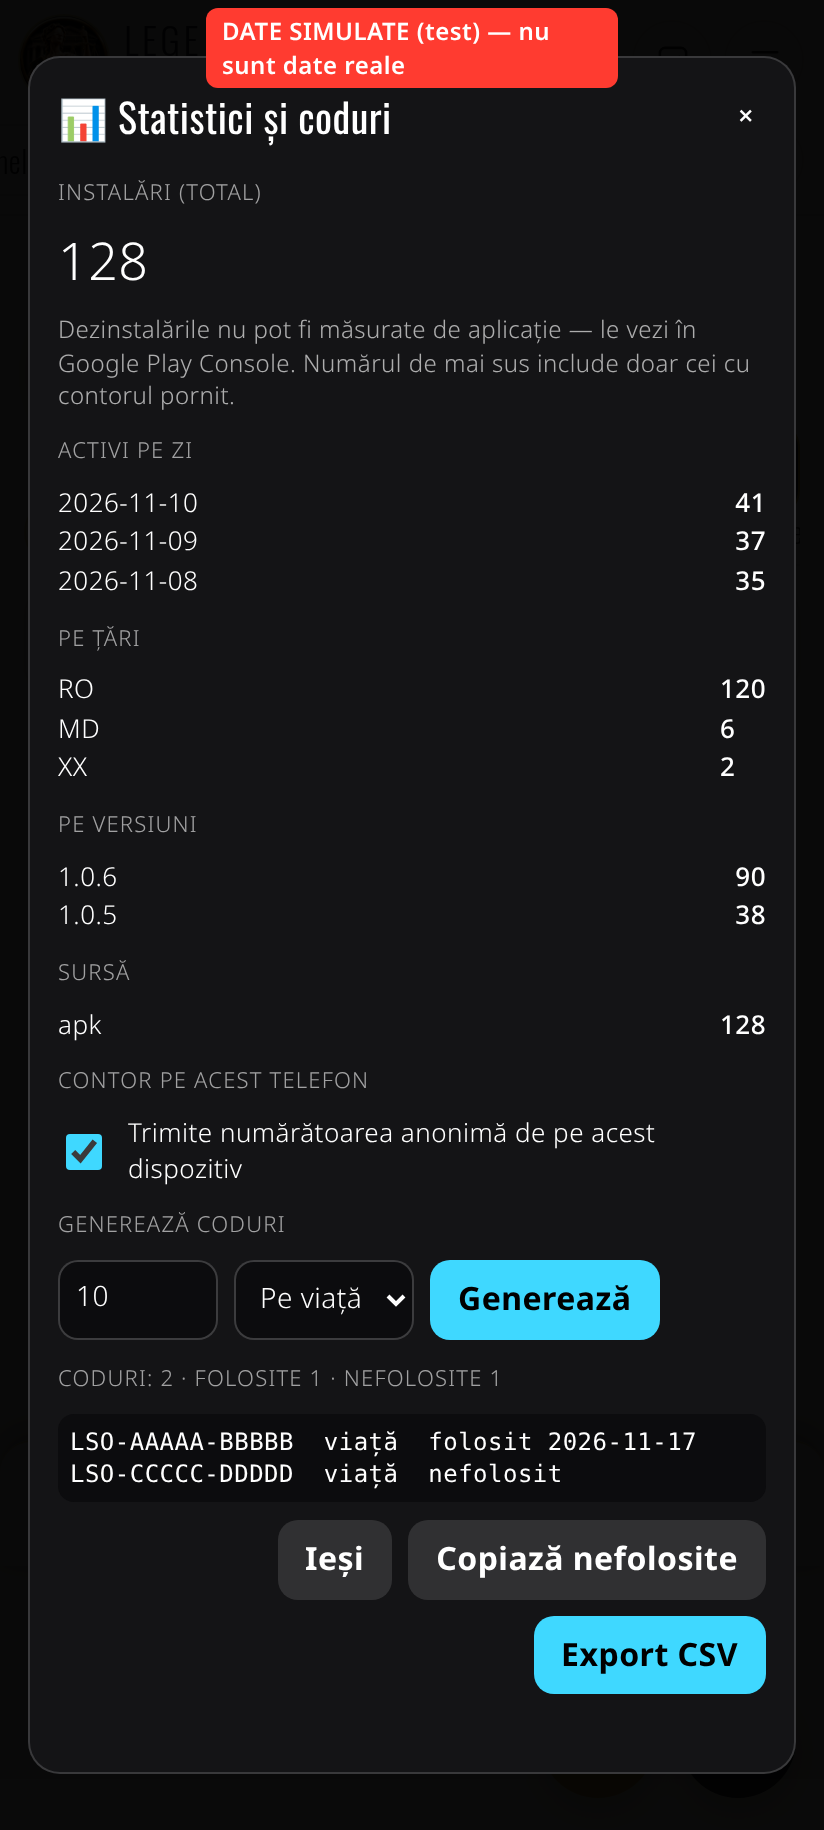 DATE SIMULATE (test) — nu
sunt date reale
LEGE
Statistici și coduri
×
INSTALĂRI (TOTAL)
128
Dezinstalările nu pot fi măsurate de aplicație — le vezi în
Google Play Console. Numărul de mai sus include doar cei cu
contorul pornit.
ACTIVI PE ZI
2026-11-10 41
2026-11-09 37
2026-11-08 35
PE ȚĂRI
RO 120
MD 6
XX 2
PE VERSIUNI
1.0.6 90
1.0.5 38
SURSĂ
apk 128
CONTOR PE ACEST TELEFON
Trimite numărătoarea anonimă de pe acest
dispozitiv
GENEREAZĂ CODURI
10 Pe viață Generează
CODURI: 2 · FOLOSITE 1 · NEFOLOSITE 1
LSO-AAAAA-BBBBB viață folosit 2026-11-17
LSO-CCCCC-DDDDD viață nefolosit
Ieși Copiază nefolosite
Export CSV